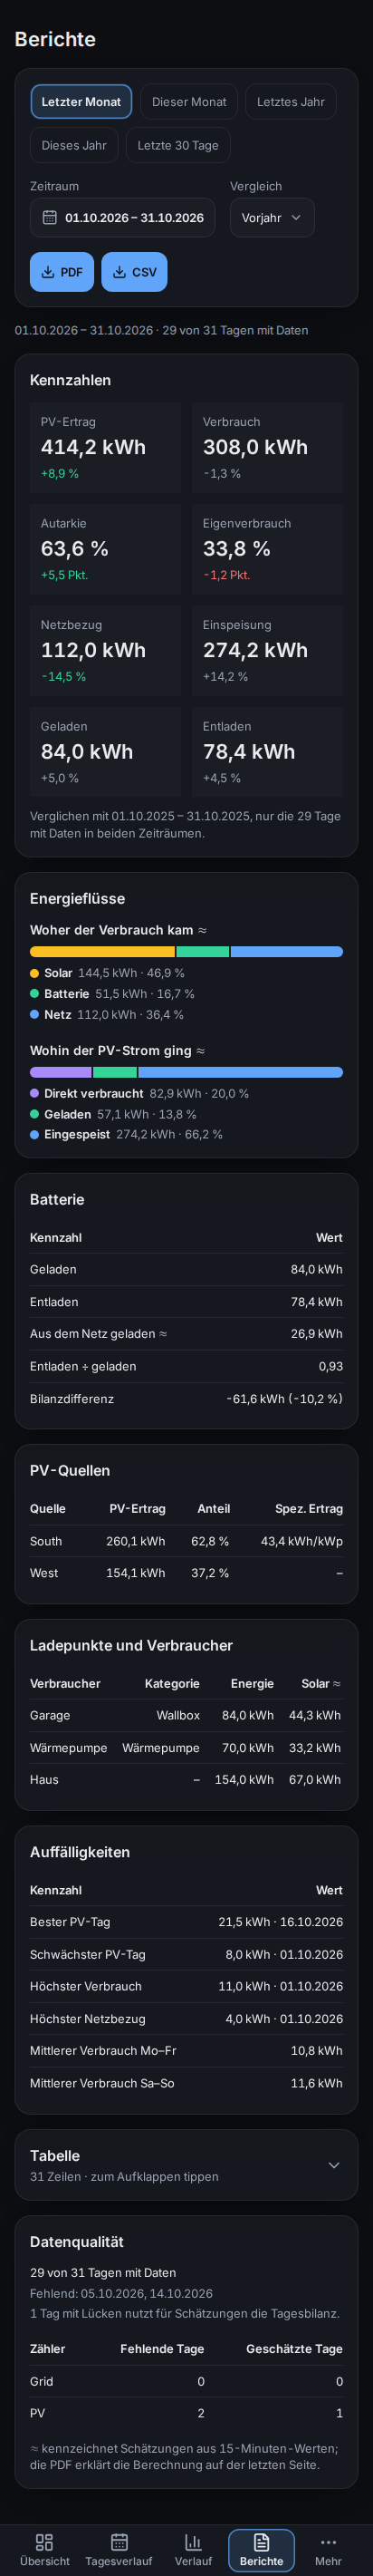 Berichte
Letzter Monat
Dieser Monat
Letztes Jahr
Dieses Jahr
Letzte 30 Tage
Zeitraum
Vergleich
01.10.2026 – 31.10.2026
Vorjahr
PDF
CSV
01.10.2026 – 31.10.2026 · 29 von 31 Tagen mit Daten
Kennzahlen
PV-Ertrag
414,2 kWh
+8,9 %
Verbrauch
308,0 kWh
-1,3 %
Autarkie
63,6 %
+5,5 Pkt.
Eigenverbrauch
33,8 %
-1,2 Pkt.
Netzbezug
112,0 kWh
-14,5 %
Einspeisung
274,2 kWh
+14,2 %
Geladen
84,0 kWh
+5,0 %
Entladen
78,4 kWh
+4,5 %
Verglichen mit 01.10.2025 – 31.10.2025, nur die 29 Tage
mit Daten in beiden Zeiträumen.
Energieflüsse
Woher der Verbrauch kam ≈
Solar 144,5 kWh · 46,9 %
Batterie 51,5 kWh · 16,7 %
Netz 112,0 kWh · 36,4 %
Wohin der PV-Strom ging ≈
Direkt verbraucht 82,9 kWh · 20,0 %
Geladen 57,1 kWh · 13,8 %
Eingespeist 274,2 kWh · 66,2 %
Batterie
Kennzahl Wert
Geladen 84,0 kWh
Entladen 78,4 kWh
Aus dem Netz geladen ≈ 26,9 kWh
Entladen ÷ geladen 0,93
Bilanzdifferenz -61,6 kWh (-10,2 %)
PV-Quellen
Quelle PV-Ertrag Anteil Spez. Ertrag
South 260,1 kWh 62,8 % 43,4 kWh/kWp
West 154,1 kWh 37,2 % –
Ladepunkte und Verbraucher
Verbraucher Kategorie Energie Solar ≈
Garage Wallbox 84,0 kWh 44,3 kWh
Wärmepumpe Wärmepumpe 70,0 kWh 33,2 kWh
Haus – 154,0 kWh 67,0 kWh
Auffälligkeiten
Kennzahl Wert
Bester PV-Tag 21,5 kWh · 16.10.2026
Schwächster PV-Tag 8,0 kWh · 01.10.2026
Höchster Verbrauch 11,0 kWh · 01.10.2026
Höchster Netzbezug 4,0 kWh · 01.10.2026
Mittlerer Verbrauch Mo–Fr 10,8 kWh
Mittlerer Verbrauch Sa–So 11,6 kWh
Tabelle
31 Zeilen · zum Aufklappen tippen
Datenqualität
29 von 31 Tagen mit Daten
Fehlend: 05.10.2026, 14.10.2026
1 Tag mit Lücken nutzt für Schätzungen die Tagesbilanz.
Zähler Fehlende Tage Geschätzte Tage
Grid 0 0
PV 2 1
≈ kennzeichnet Schätzungen aus 15-Minuten-Werten;
die PDF erklärt die Berechnung auf der letzten Seite.
Übersicht
Tagesverlauf
Verlauf
Berichte
Mehr